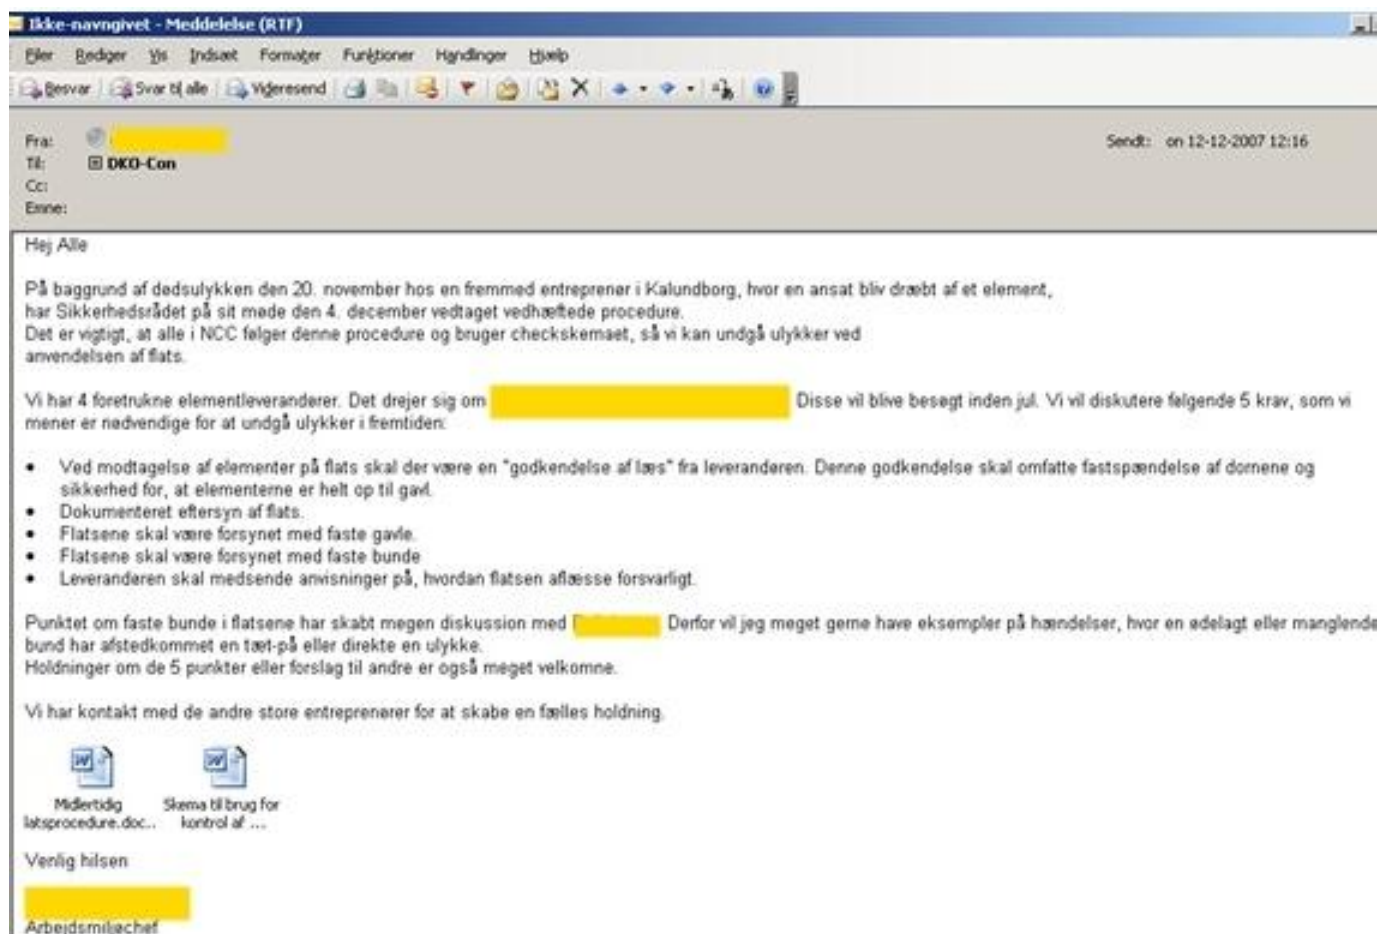 Ikke-navngivet - Meddelelse (RTF)
Filer Rediger Vis Indsæt Formater Funktioner Handlinger Hjælp
Besvar Svar til alle Videresend
Fra:
Sendt: on 12-12-2007 12:16
Til: DKO-Con
Cc:
Emne:
Hej Alle
På baggrund af dødsulykken den 20. november hos en fremmed entreprenør i Kalundborg, hvor en ansat bliv dræbt af et element,
har Sikkerhedsrådet på sit møde den 4. december vedtaget vedhæftede procedure.
Det er vigtigt, at alle i NCC følger denne procedure og bruger checkskemaet, så vi kan undgå ulykker ved
anvendelsen af flats.
Vi har 4 foretrukne elementleverandører. Det drejer sig om Disse vil blive besøgt inden jul. Vi vil diskutere følgende 5 krav, som vi
mener er nødvendige for at undgå ulykker i fremtiden:
• Ved modtagelse af elementer på flats skal der være en "godkendelse af læs" fra leverandøren. Denne godkendelse skal omfatte fastspændelse af dornene og
sikkerhed for, at elementerne er helt op til gavl.
• Dokumenteret eftersyn af flats.
• Flatsene skal være forsynet med faste gavle.
• Flatsene skal være forsynet med faste bunde
• Leverandøren skal medsende anvisninger på, hvordan flatsen aflæsse forsvarligt.
Punktet om faste bunde i flatsene har skabt megen diskussion med Derfor vil jeg meget gerne have eksempler på hændelser, hvor en ødelagt eller manglende
bund har afstedkommet en tæt-på eller direkte en ulykke.
Holdninger om de 5 punkter eller forslag til andre er også meget velkomne.
Vi har kontakt med de andre store entreprenører for at skabe en fælles holdning.
Midlertidig
latsprocedure.doc..
Skema til brug for
kontrol af ...
Venlig hilsen
Arbejdsmiljøchef